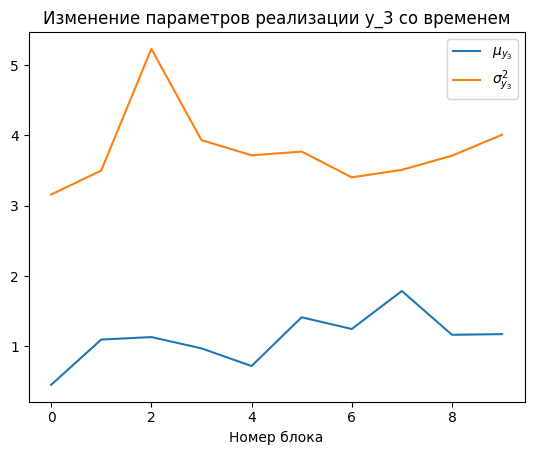 Изменение параметров реализации y_3 со временем
μ_{y_3}
σ²_{y_3}
5
4
3
2
1
0 2 4 6 8
Номер блока